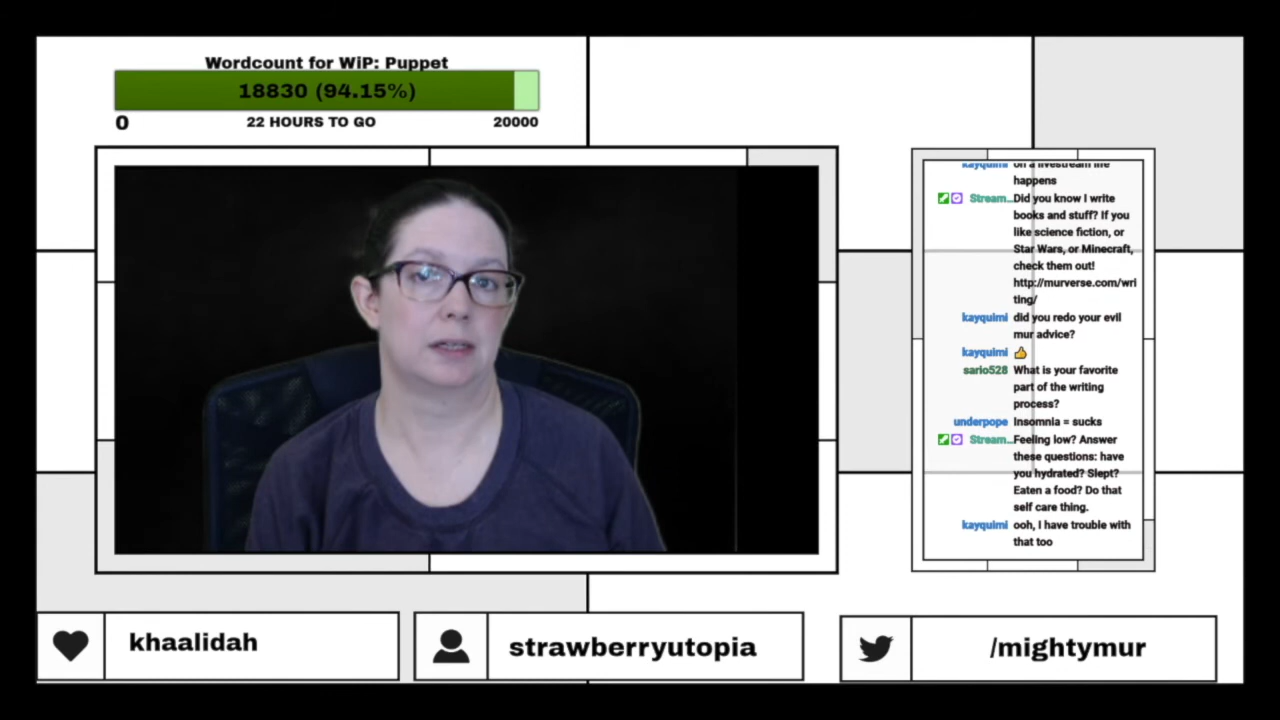 Wordcount for WiP: Puppet
18830 (94.15%)
0 22 HOURS TO GO 20000
kayquimi on a livestream life
happens
Stream... Did you know I write
books and stuff? If you
like science fiction, or
Star Wars, or Minecraft,
check them out!
http://murverse.com/wri
ting/
kayquimi did you redo your evil
mur advice?
kayquimi 👍
sario528 What is your favorite
part of the writing
process?
underpope Insomnia = sucks
Stream... Feeling low? Answer
these questions: have
you hydrated? Slept?
Eaten a food? Do that
self care thing.
kayquimi ooh, I have trouble with
that too
khaalidah
strawberryutopia
/mightymur